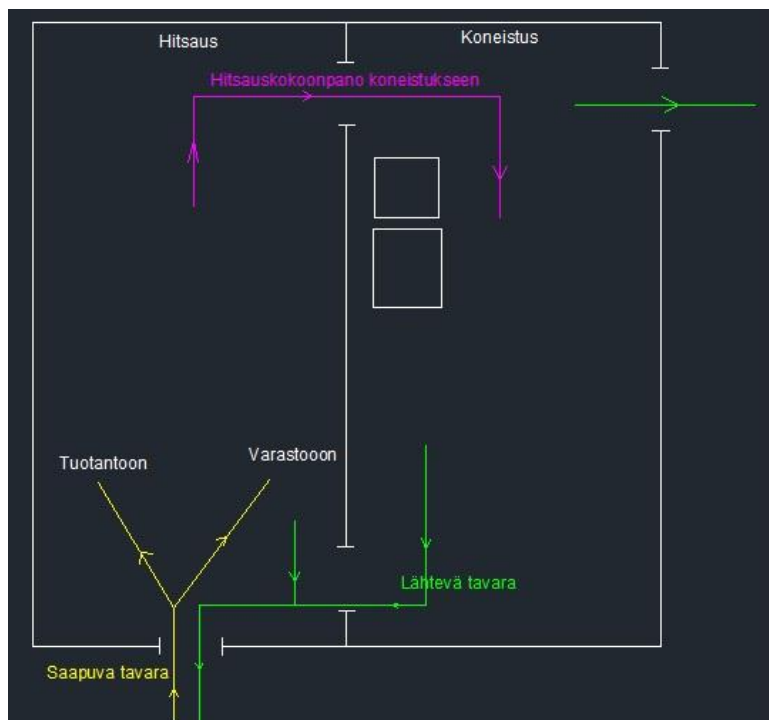 Hitsaus
Koneistus
Hitsauskokoonpano koneistukseen
Tuotantoon
Varastooon
Lähtevä tavara
Saapuva tavara